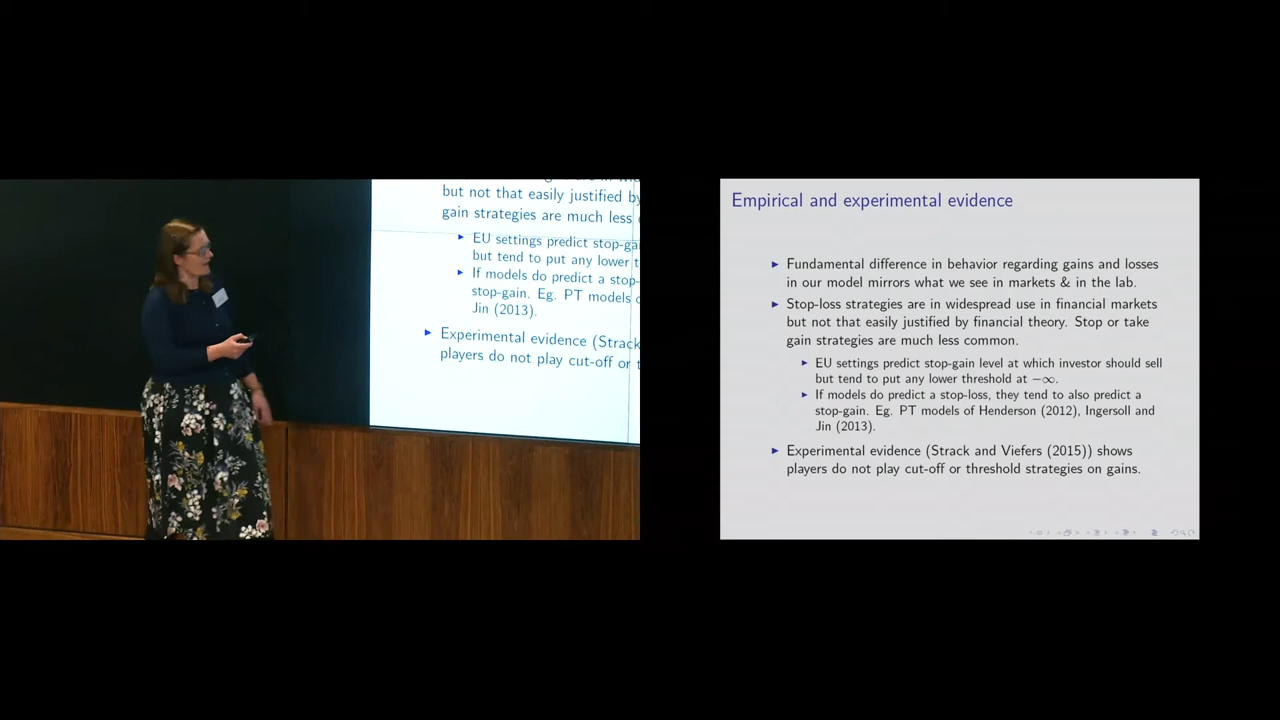 but not that easily justified by
gain strategies are much less
EU settings predict stop-gai
but tend to put any lower t
If models do predict a stop-
stop-gain. Eg. PT models
Jin (2013).
Experimental evidence (Strack
players do not play cut-off or t
Empirical and experimental evidence
Fundamental difference in behavior regarding gains and losses
in our model mirrors what we see in markets & in the lab.
Stop-loss strategies are in widespread use in financial markets
but not that easily justified by financial theory. Stop or take
gain strategies are much less common.
EU settings predict stop-gain level at which investor should sell
but tend to put any lower threshold at −∞.
If models do predict a stop-loss, they tend to also predict a
stop-gain. Eg. PT models of Henderson (2012), Ingersoll and
Jin (2013).
Experimental evidence (Strack and Viefers (2015)) shows
players do not play cut-off or threshold strategies on gains.